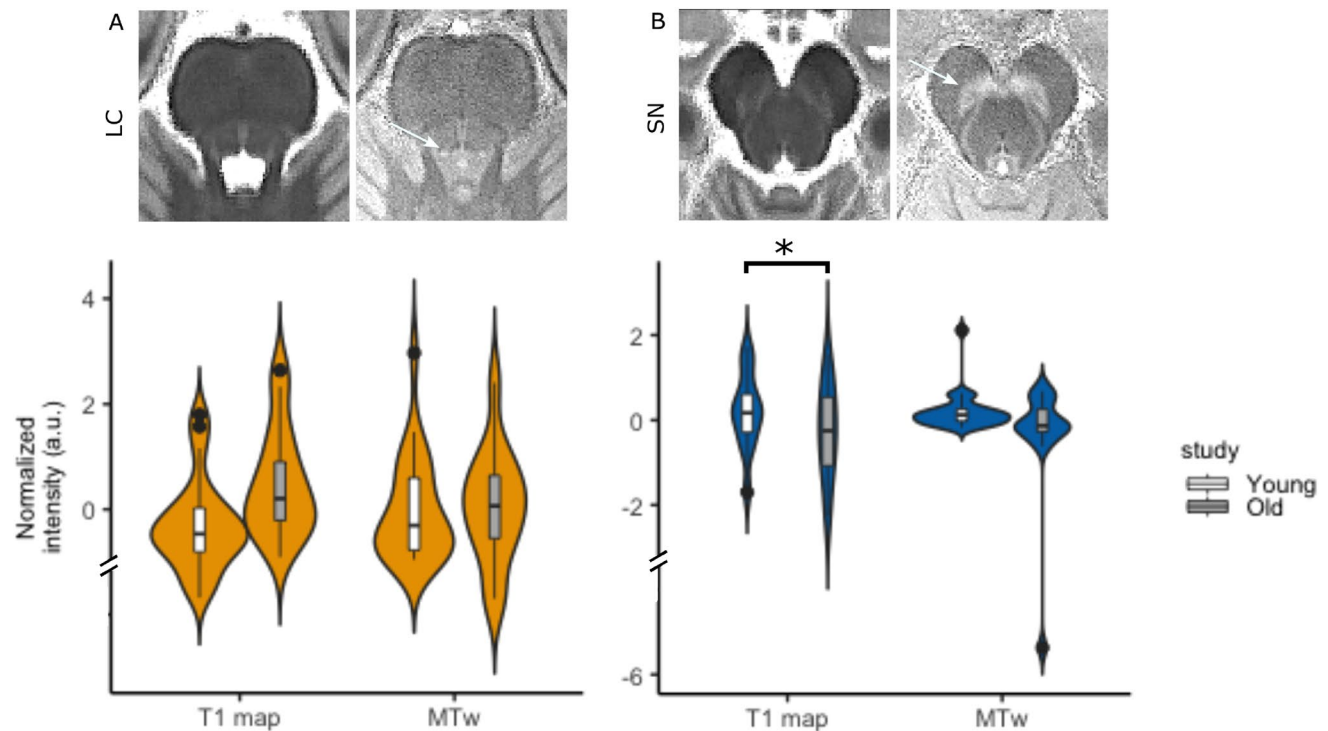 A
B
LC
SN
*
4
2
0
Normalized
intensity (a.u.)
T1 map
MTw
2
0
-2
-6
T1 map
MTw
study
Young
Old